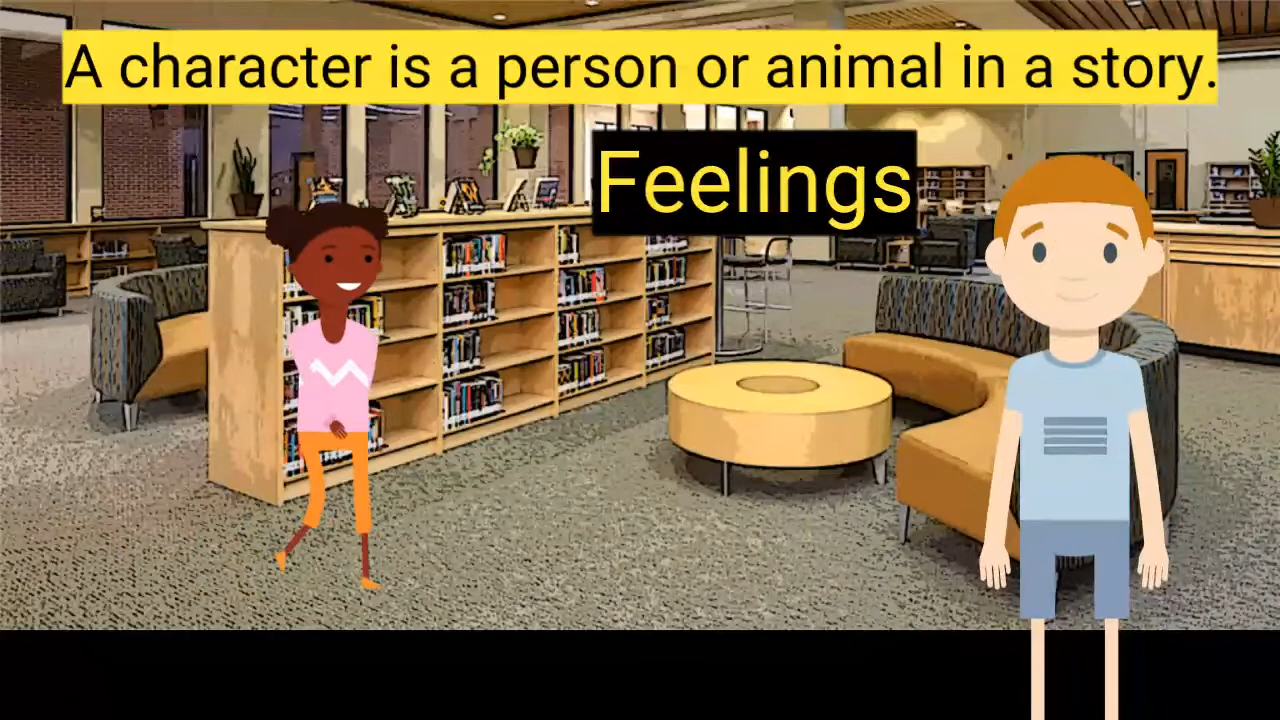 A character is a person or animal in a story.
Feelings